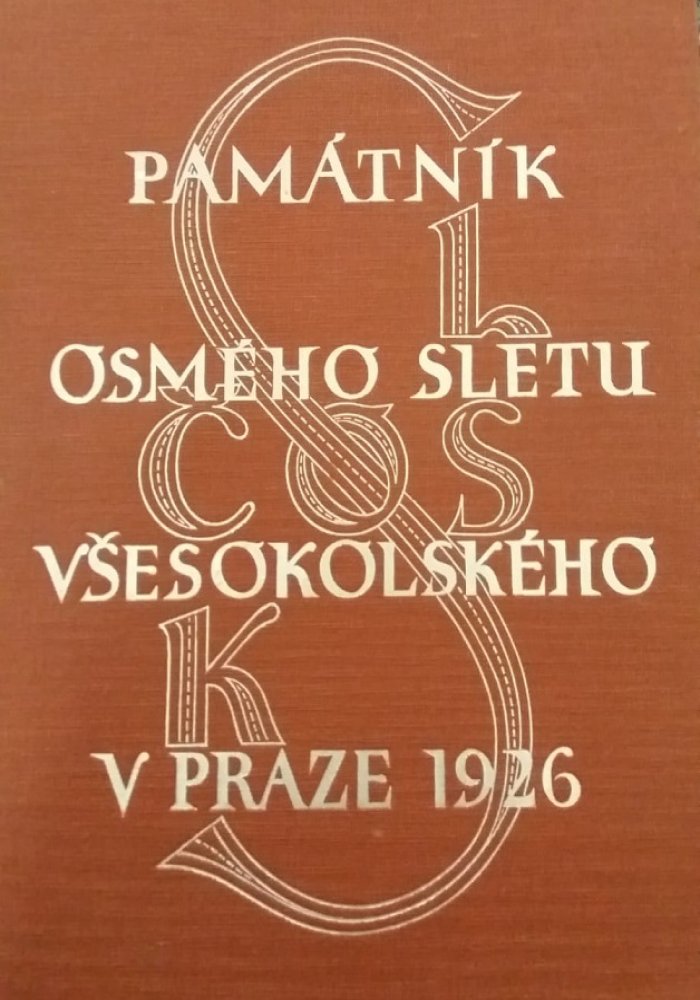 PAMÁTNÍK
OSMÉHO SLETU
ČOS
VŠESOKOLSKÉHO
V PRAZE 1926